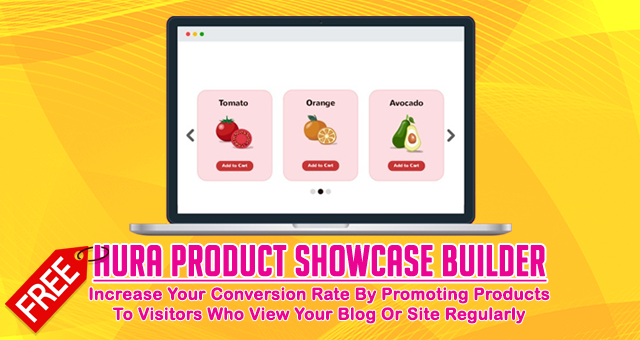 Tomato
Orange
Avocado
Add to Cart
Add to Cart
Add to Cart
FREE
HURA PRODUCT SHOWCASE BUILDER
Increase Your Conversion Rate By Promoting Products
To Visitors Who View Your Blog Or Site Regularly